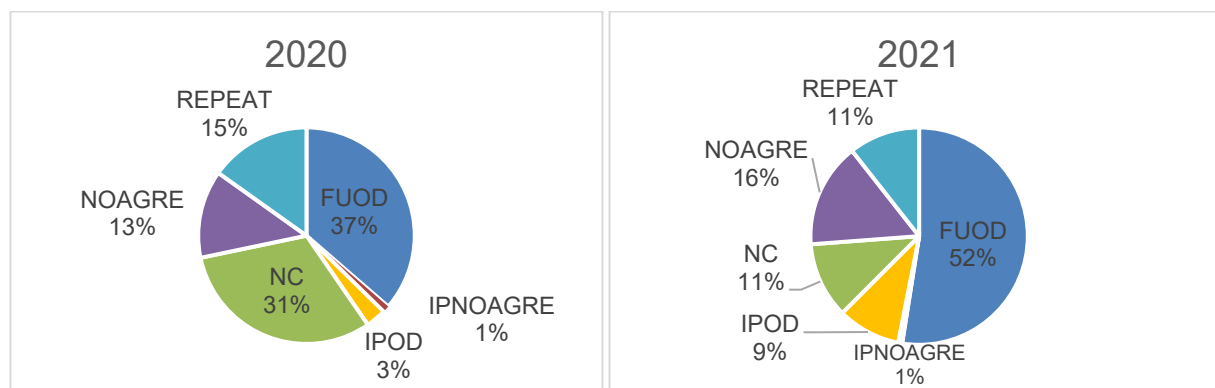 2020
REPEAT
15%
NOAGRE
13%
FUOD
37%
NC
31%
IPOD
3%
IPNOAGRE
1%
2021
REPEAT
11%
NOAGRE
16%
NC
11%
IPOD
9%
IPNOAGRE
1%
FUOD
52%